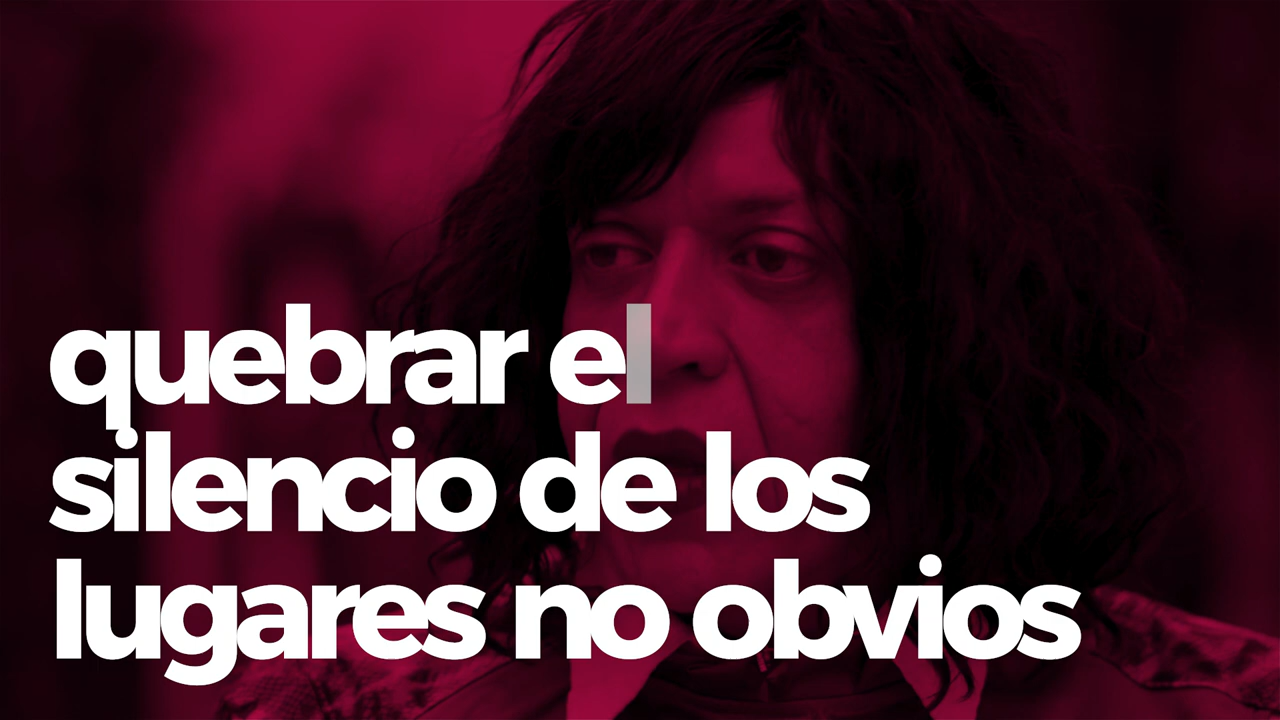 quebrar el
silencio de los
lugares no obvios